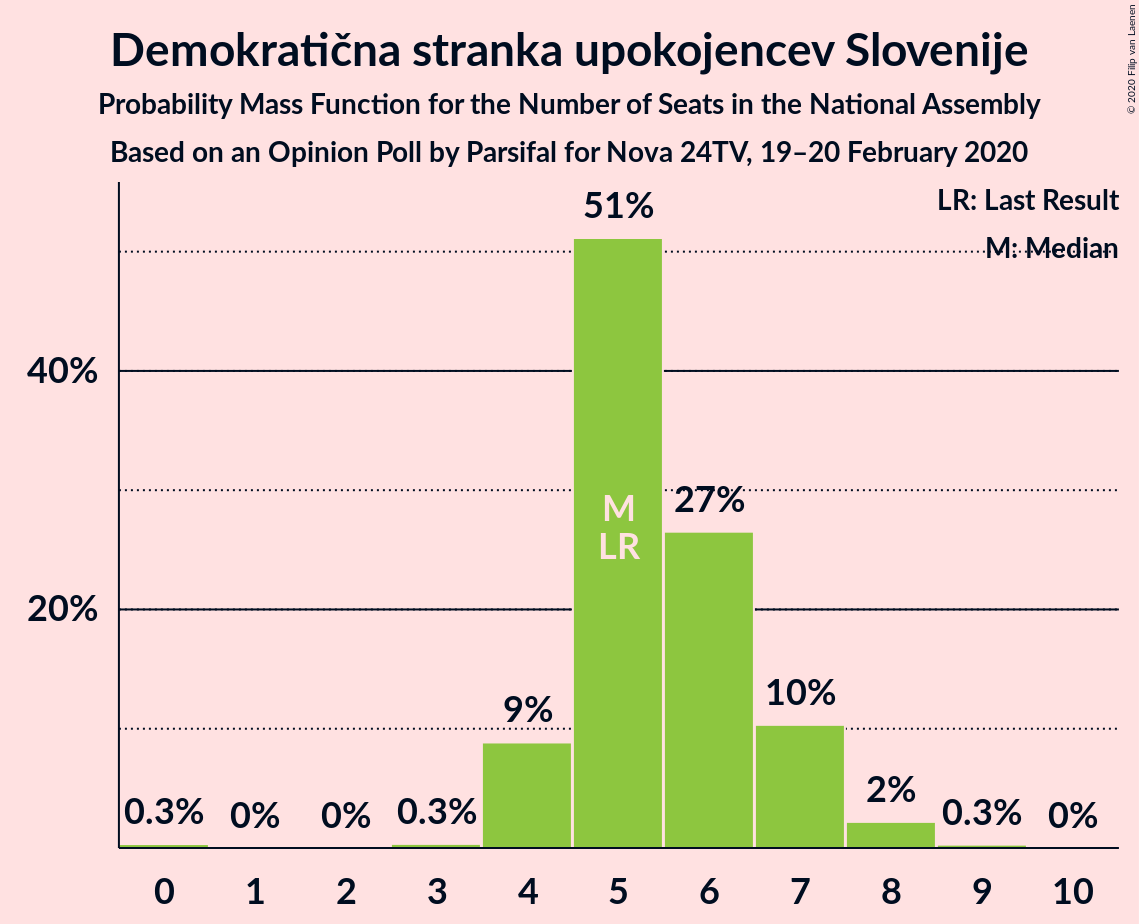 Demokratična stranka upokojencev Slovenije
Probability Mass Function for the Number of Seats in the National Assembly
Based on an Opinion Poll by Parsifal for Nova 24TV, 19–20 February 2020
© 2020 Filip van Laenen
LR: Last Result
M: Median
51%
40%
27%
M
LR
20%
10%
9%
2%
0.3%
0%
0%
0.3%
0.3%
0%
0 1 2 3 4 5 6 7 8 9 10